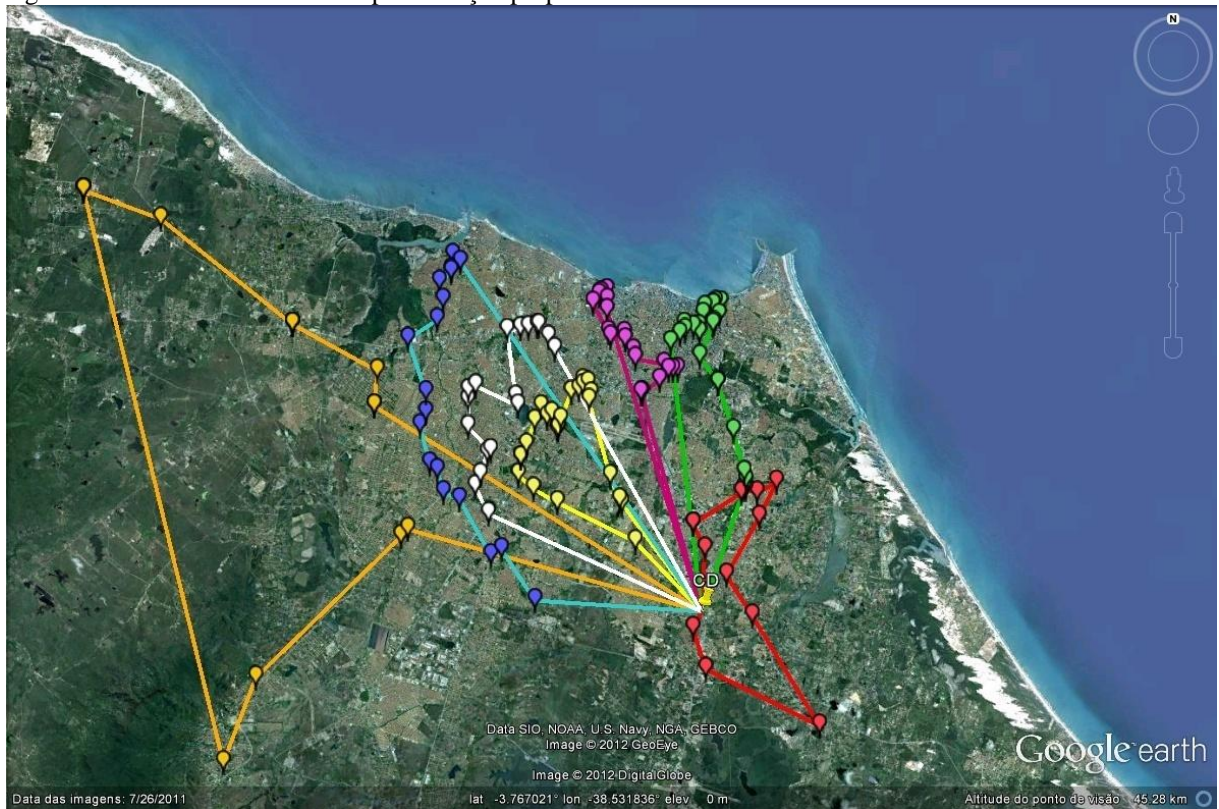 N
CD
Data SIO, NOAA, U.S. Navy, NGA, GEBCO
Image © 2012 GeoEye
Image © 2012 DigitalGlobe
Google earth
Data das imagens: 7/26/2011
lat -3.767021° lon -38.531836° elev 0 m
Altitude do ponto de visão 45.28 km